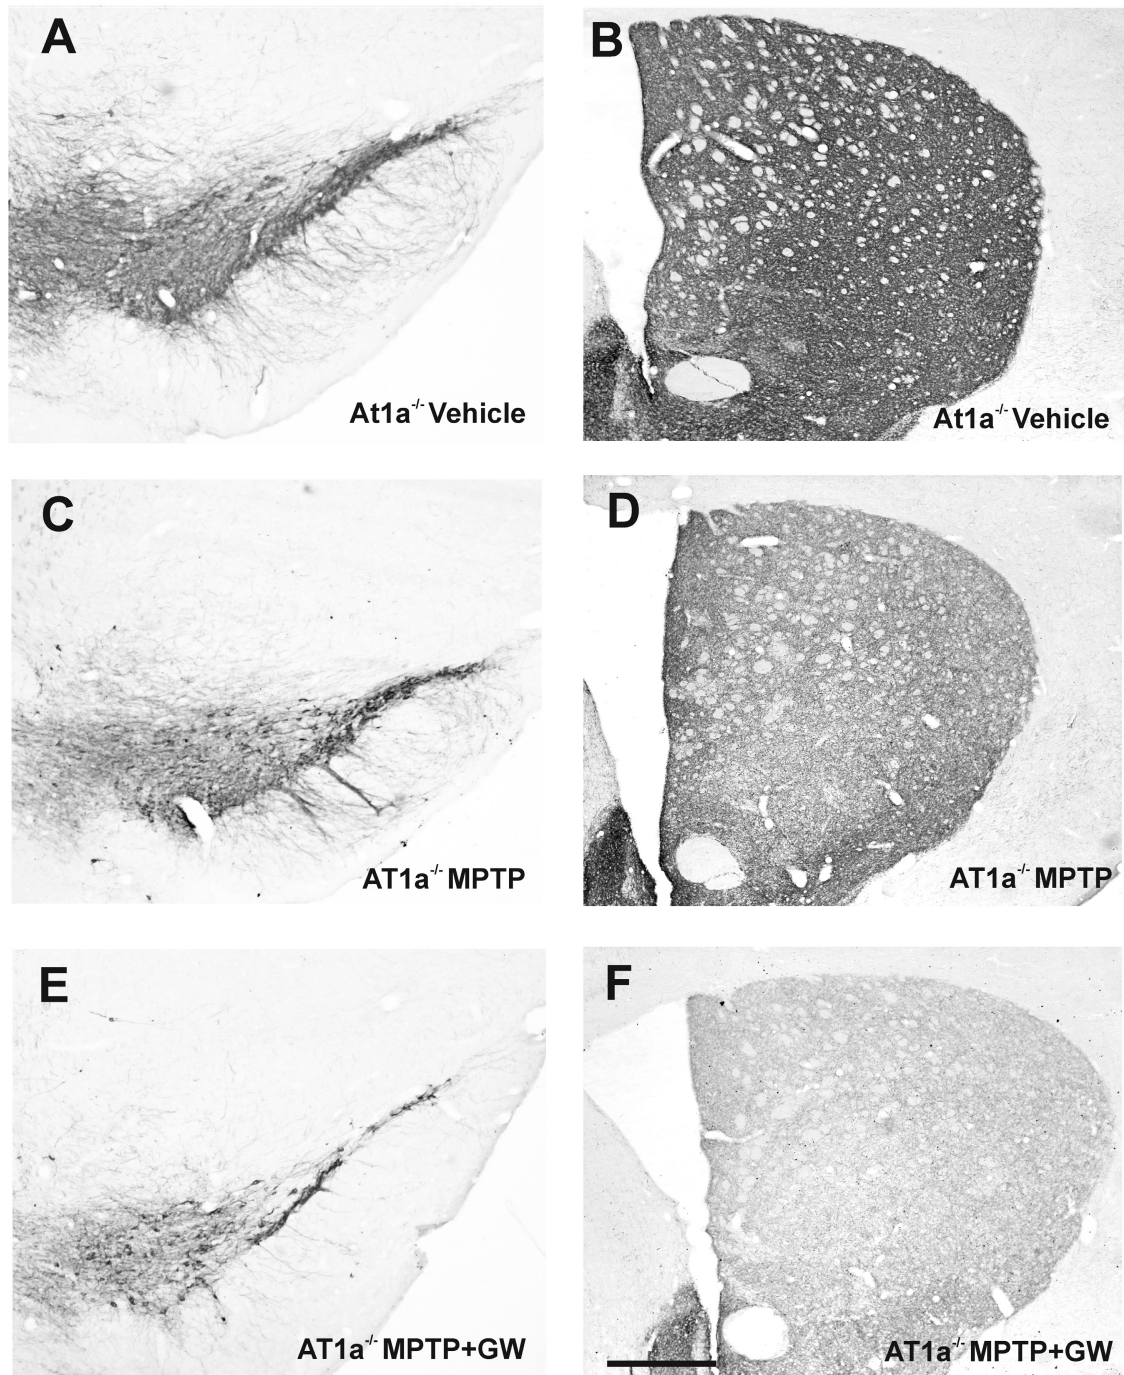 A
B
At1a-/- Vehicle
At1a-/- Vehicle
C
D
AT1a-/- MPTP
AT1a-/- MPTP
E
F
AT1a-/- MPTP+GW
AT1a-/- MPTP+GW